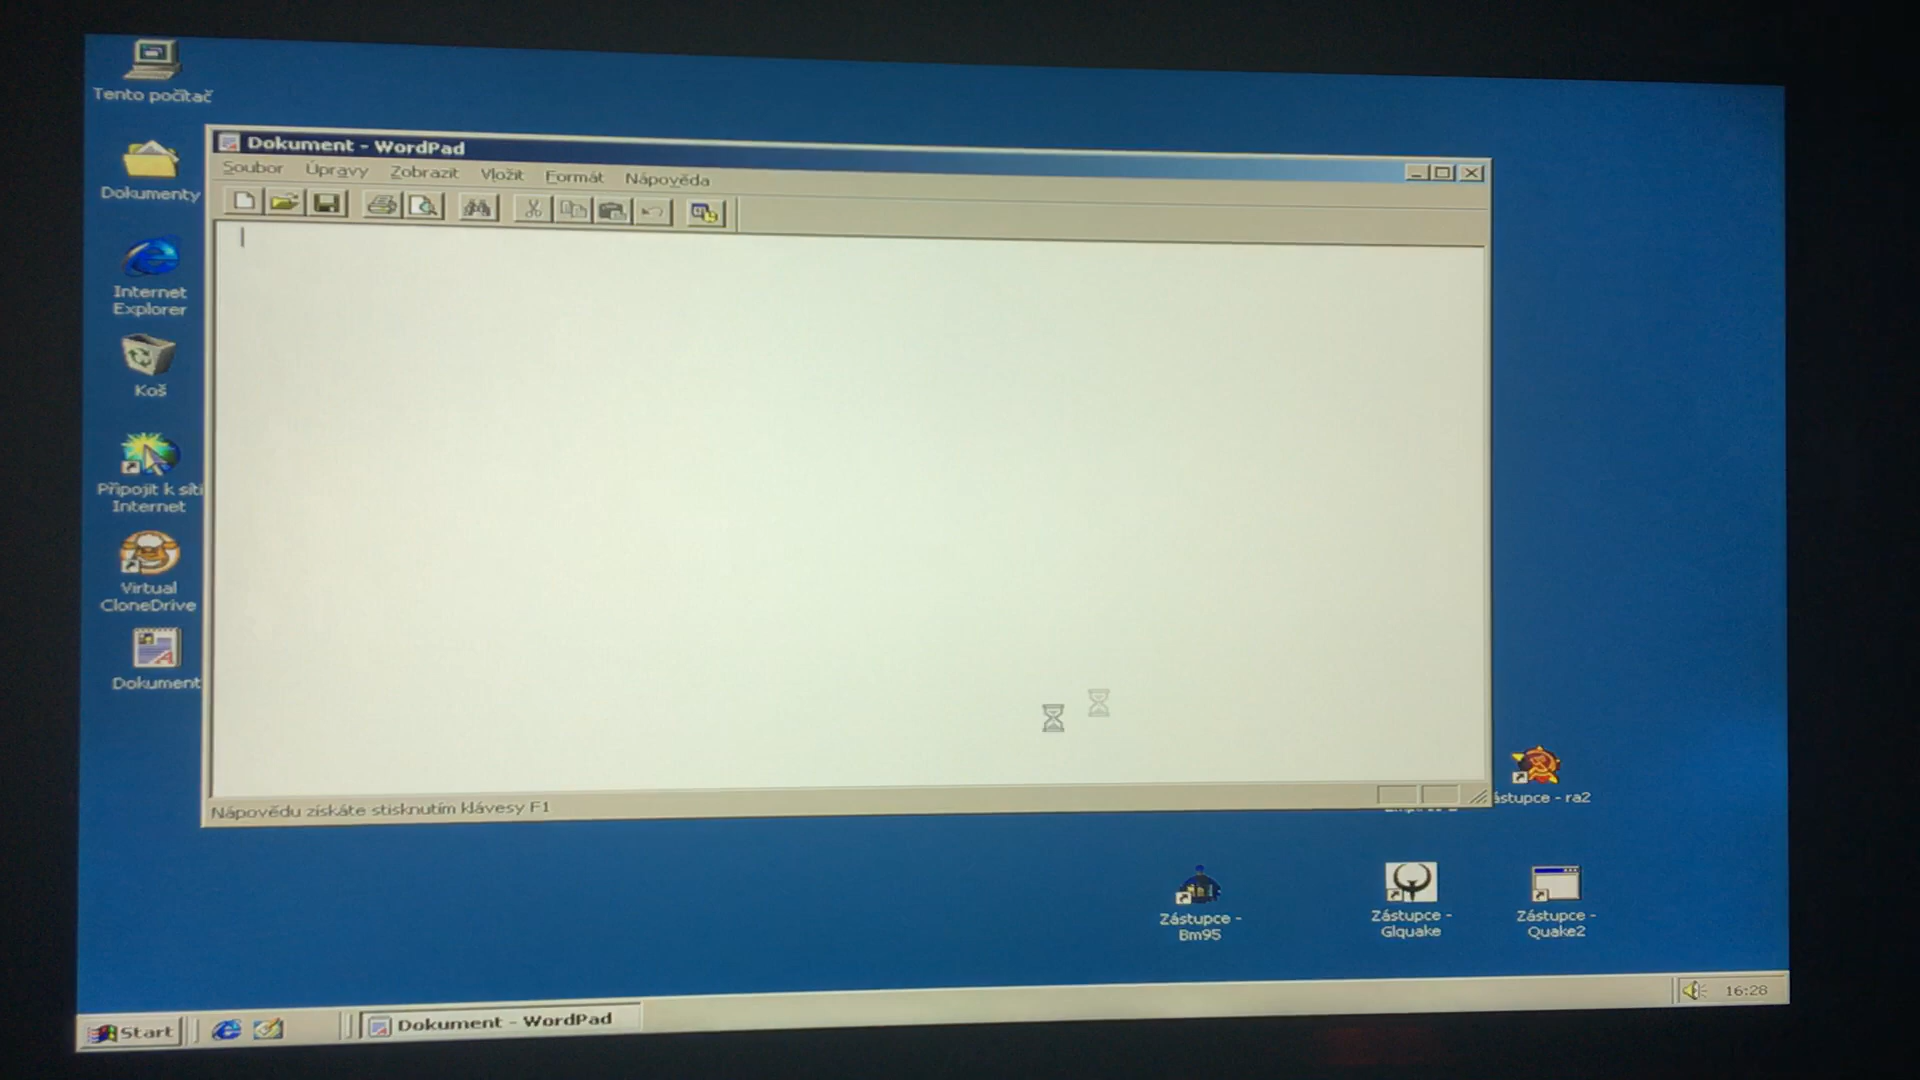 Tento počítač
Dokumenty
Internet
Explorer
Koš
Připojit k síti
Internet
Virtual
CloneDrive
Dokument
Dokument - WordPad
Soubor Úpravy Zobrazit Vložit Formát Nápověda
Nápovědu získáte stisknutím klávesy F1
ástupce - ra2
Zástupce -
Bm95
Zástupce -
Glquake
Zástupce -
Quake2
Start
Dokument - WordPad
16:28